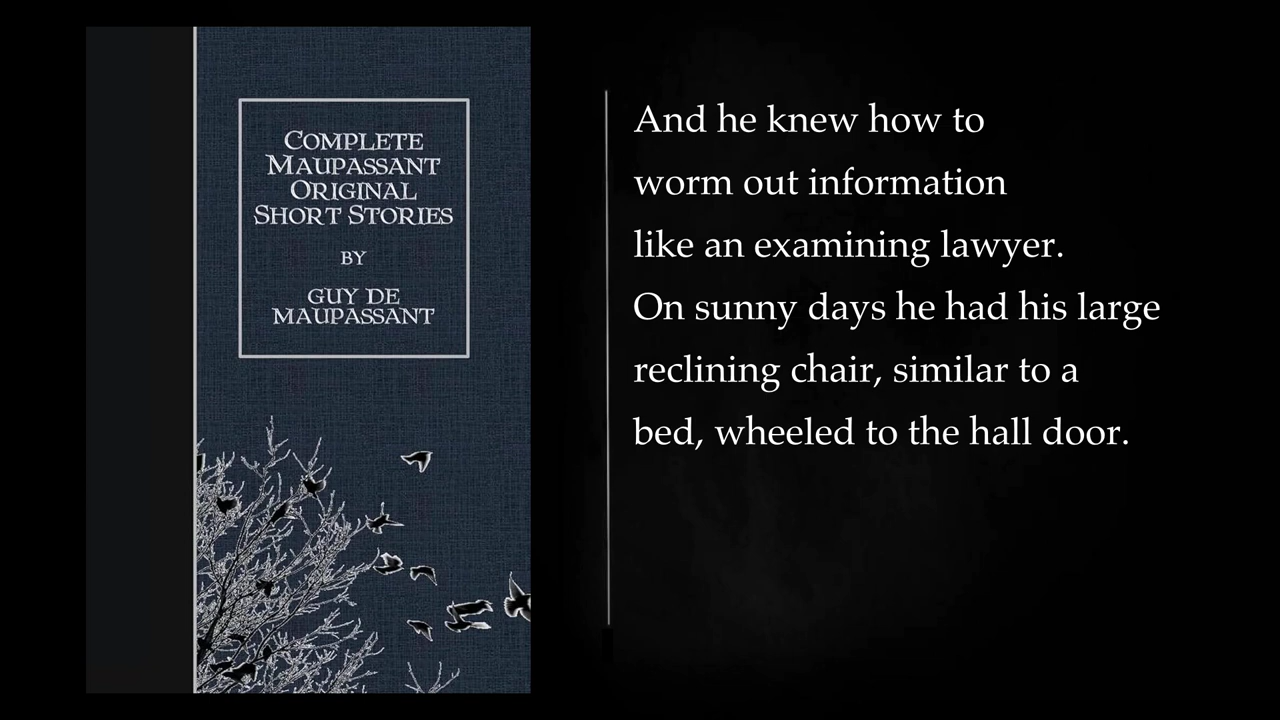 COMPLETE
MAUPASSANT
ORIGINAL
SHORT STORIES
BY
GUY DE
MAUPASSANT
And he knew how to
worm out information
like an examining lawyer.
On sunny days he had his large
reclining chair, similar to a
bed, wheeled to the hall door.